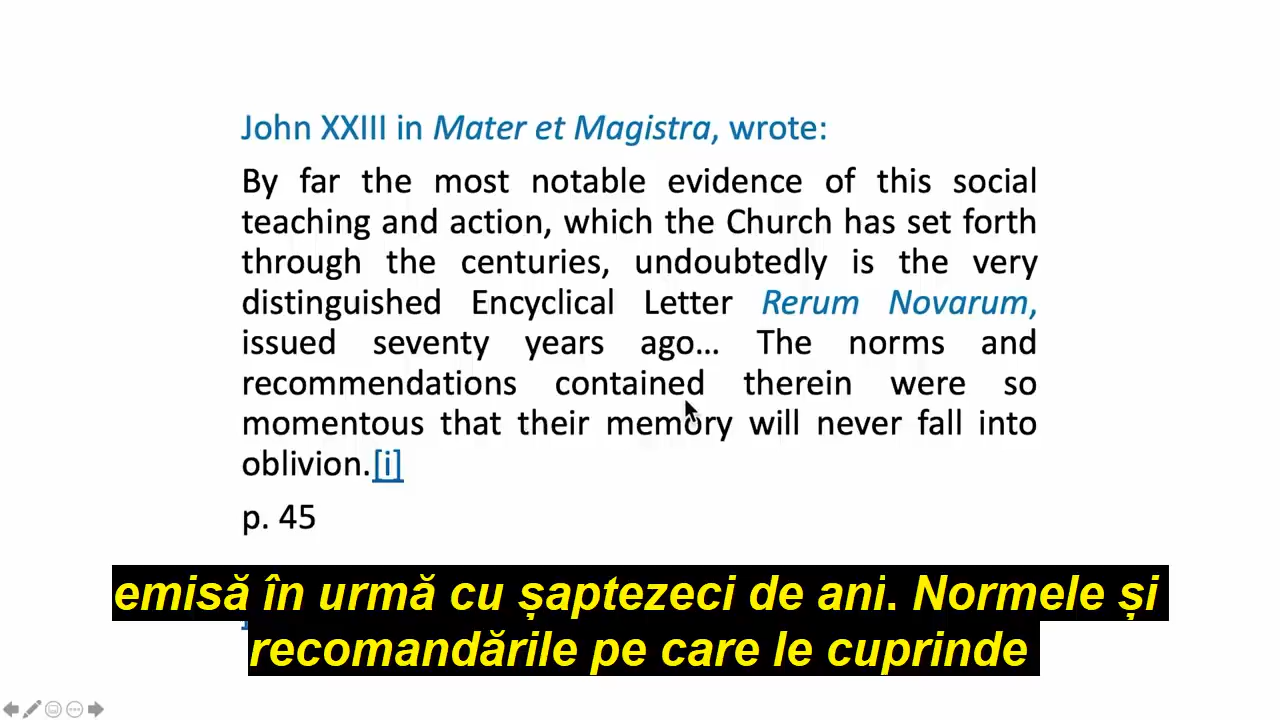 John XXIII in Mater et Magistra, wrote:
By far the most notable evidence of this social
teaching and action, which the Church has set forth
through the centuries, undoubtedly is the very
distinguished Encyclical Letter Rerum Novarum,
issued seventy years ago... The norms and
recommendations contained therein were so
momentous that their memory will never fall into
oblivion.[i]
p. 45
emisă în urmă cu șaptezeci de ani. Normele și
recomandările pe care le cuprinde